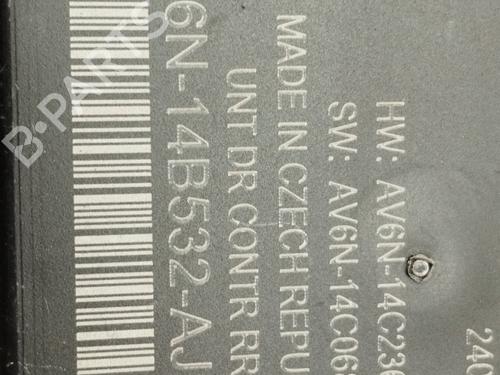 B-PARTS
6N-14B532-AJ
UNT DR CONTR RR
MADE IN CZECH REPU
SW: AV6N-14C06
HW: AV6N-14C23
240